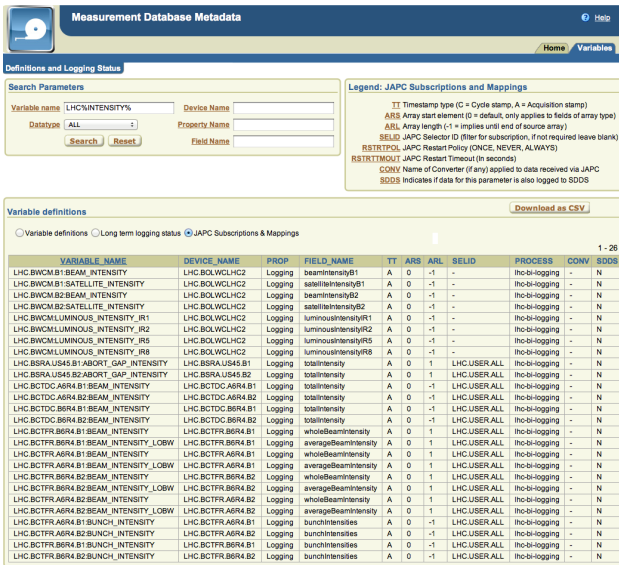 Measurement Database Metadata
Help
Home Variables
Definitions and Logging Status
Search Parameters
Variable name LHC%INTENSITY% Device Name
Datatype ALL Property Name
Search Reset Field Name
Legend: JAPC Subscriptions and Mappings
TT Timestamp type (C = Cycle stamp, A = Acquisition stamp)
ARS Array start element (0 = default, only applies to fields of array type)
ARL Array length (-1 = implies until end of source array)
SELID JAPC Selector ID (filter for subscription, if not required leave blank)
RSTRTPOL JAPC Restart Policy (ONCE, NEVER, ALWAYS)
RSTRTTMOUT JAPC Restart Timeout (In seconds)
CONV Name of Converter (if any) applied to data received via JAPC
SDDS Indicates if data for this parameter is also logged to SDDS
Variable definitions
Download as CSV
Variable definitions Long term logging status JAPC Subscriptions & Mappings
1 - 26
VARIABLE_NAME DEVICE_NAME PROP FIELD_NAME TT ARS ARL SELID PROCESS CONV SDDS
LHC.BWCM.B1:BEAM_INTENSITY LHC.BOLWCLHC2 Logging beamIntensityB1 A 0 -1 - lhc-bi-logging - N
LHC.BWCM.B1:SATELLITE_INTENSITY LHC.BOLWCLHC2 Logging satelliteIntensityB1 A 0 -1 - lhc-bi-logging - N
LHC.BWCM.B2:BEAM_INTENSITY LHC.BOLWCLHC2 Logging beamIntensityB2 A 0 -1 - lhc-bi-logging - N
LHC.BWCM.B2:SATELLITE_INTENSITY LHC.BOLWCLHC2 Logging satelliteIntensityB2 A 0 -1 - lhc-bi-logging - N
LHC.BWCM:LUMINOUS_INTENSITY_IR1 LHC.BOLWCLHC2 Logging luminousIntensityIR1 A 0 -1 - lhc-bi-logging - N
LHC.BWCM:LUMINOUS_INTENSITY_IR2 LHC.BOLWCLHC2 Logging luminousIntensityIR2 A 0 -1 - lhc-bi-logging - N
LHC.BWCM:LUMINOUS_INTENSITY_IR5 LHC.BOLWCLHC2 Logging luminousIntensityIR5 A 0 -1 - lhc-bi-logging - N
LHC.BWCM:LUMINOUS_INTENSITY_IR8 LHC.BOLWCLHC2 Logging luminousIntensityIR8 A 0 -1 - lhc-bi-logging - N
LHC.BSRA.US45.B1:ABORT_GAP_INTENSITY LHC.BSRA.US45.B1 Logging totalIntensity A 0 1 LHC.USER.ALL lhc-bi-logging - N
LHC.BSRA.US45.B2:ABORT_GAP_INTENSITY LHC.BSRA.US45.B2 Logging totalIntensity A 0 1 LHC.USER.ALL lhc-bi-logging - N
LHC.BCTDC.A6R4.B1:BEAM_INTENSITY LHC.BCTDC.A6R4.B1 Logging totalIntensity A 0 -1 LHC.USER.ALL lhc-bi-logging - N
LHC.BCTDC.A6R4.B2:BEAM_INTENSITY LHC.BCTDC.A6R4.B2 Logging totalIntensity A 0 -1 LHC.USER.ALL lhc-bi-logging - N
LHC.BCTDC.B6R4.B1:BEAM_INTENSITY LHC.BCTDC.B6R4.B1 Logging totalIntensity A 0 -1 LHC.USER.ALL lhc-bi-logging - N
LHC.BCTDC.B6R4.B2:BEAM_INTENSITY LHC.BCTDC.B6R4.B2 Logging totalIntensity A 0 -1 LHC.USER.ALL lhc-bi-logging - N
LHC.BCTFR.B6R4.B1:BEAM_INTENSITY LHC.BCTFR.B6R4.B1 Logging wholeBeamIntensity A 0 1 LHC.USER.ALL lhc-bi-logging - N
LHC.BCTFR.B6R4.B1:BEAM_INTENSITY_LOBW LHC.BCTFR.B6R4.B1 Logging averageBeamIntensity A 0 1 LHC.USER.ALL lhc-bi-logging - N
LHC.BCTFR.A6R4.B1:BEAM_INTENSITY LHC.BCTFR.A6R4.B1 Logging wholeBeamIntensity A 0 1 LHC.USER.ALL lhc-bi-logging - N
LHC.BCTFR.A6R4.B1:BEAM_INTENSITY_LOBW LHC.BCTFR.A6R4.B1 Logging averageBeamIntensity A 0 1 LHC.USER.ALL lhc-bi-logging - N
LHC.BCTFR.B6R4.B2:BEAM_INTENSITY LHC.BCTFR.B6R4.B2 Logging wholeBeamIntensity A 0 1 LHC.USER.ALL lhc-bi-logging - N
LHC.BCTFR.B6R4.B2:BEAM_INTENSITY_LOBW LHC.BCTFR.B6R4.B2 Logging averageBeamIntensity A 0 1 LHC.USER.ALL lhc-bi-logging - N
LHC.BCTFR.A6R4.B2:BEAM_INTENSITY LHC.BCTFR.A6R4.B2 Logging wholeBeamIntensity A 0 1 LHC.USER.ALL lhc-bi-logging - N
LHC.BCTFR.A6R4.B2:BEAM_INTENSITY_LOBW LHC.BCTFR.A6R4.B2 Logging averageBeamIntensity A 0 1 LHC.USER.ALL lhc-bi-logging - N
LHC.BCTFR.A6R4.B1:BUNCH_INTENSITY LHC.BCTFR.A6R4.B1 Logging bunchIntensities A 0 -1 LHC.USER.ALL lhc-bi-logging - N
LHC.BCTFR.A6R4.B2:BUNCH_INTENSITY LHC.BCTFR.A6R4.B2 Logging bunchIntensities A 0 -1 LHC.USER.ALL lhc-bi-logging - N
LHC.BCTFR.B6R4.B1:BUNCH_INTENSITY LHC.BCTFR.B6R4.B1 Logging bunchIntensities A 0 -1 LHC.USER.ALL lhc-bi-logging - N
LHC.BCTFR.B6R4.B2:BUNCH_INTENSITY LHC.BCTFR.B6R4.B2 Logging bunchIntensities A 0 -1 LHC.USER.ALL lhc-bi-logging - N